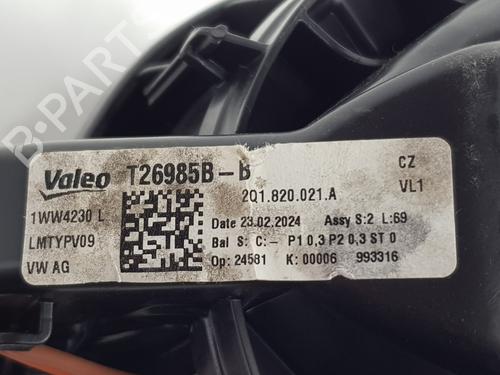 Valeo T26985B-B CZ
2Q1.820.021.A VL1
1WW4230 L
Date 23.02.2024 Assy S:2 L:69
LMTYPV09
Bal S: C:- P1 0,3 P2 0,3 ST 0
VW AG
Op: 24581 K: 00006 993316
B-PARTS